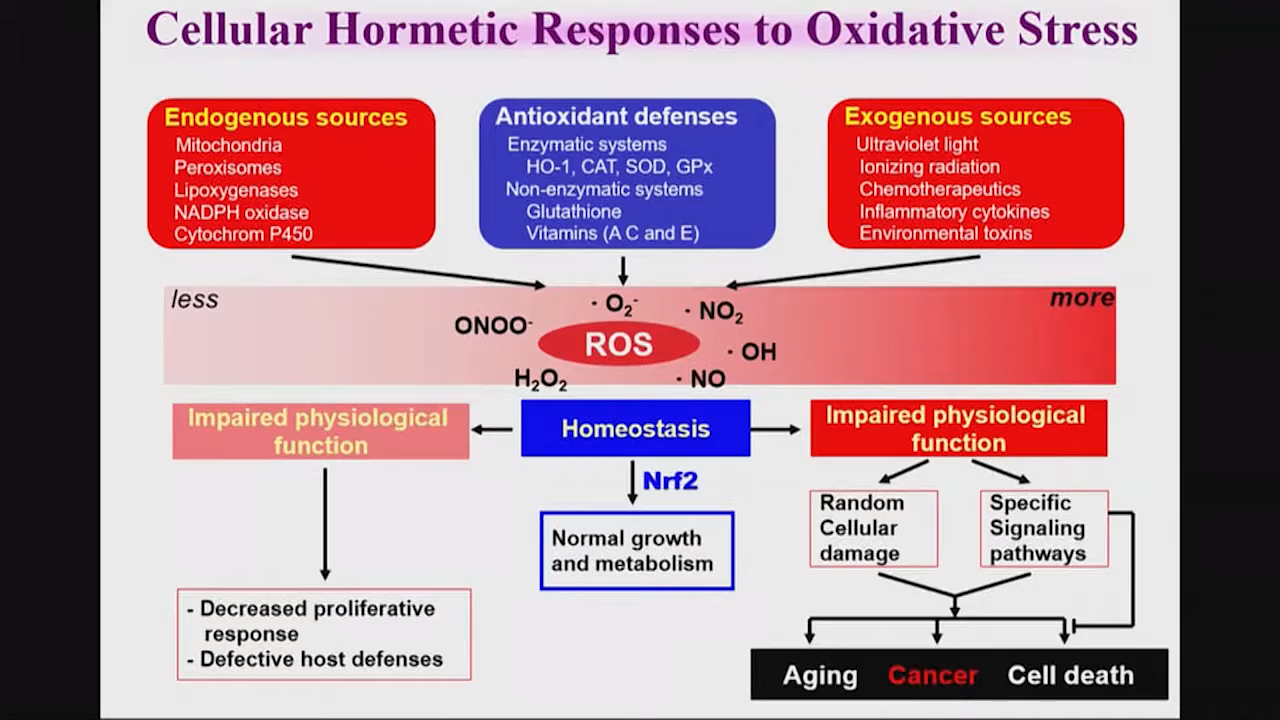 Cellular Hormetic Responses to Oxidative Stress
Endogenous sources
Mitochondria
Peroxisomes
Lipoxygenases
NADPH oxidase
Cytochrom P450
Antioxidant defenses
Enzymatic systems
HO-1, CAT, SOD, GPx
Non-enzymatic systems
Glutathione
Vitamins (A C and E)
Exogenous sources
Ultraviolet light
Ionizing radiation
Chemotherapeutics
Inflammatory cytokines
Environmental toxins
less
more
· O₂⁻
· NO₂
ONOO⁻
ROS
· OH
H₂O₂
· NO
Impaired physiological
function
Homeostasis
Impaired physiological
function
Nrf2
Normal growth
and metabolism
Random
Cellular
damage
Specific
Signaling
pathways
- Decreased proliferative
response
- Defective host defenses
Aging Cancer Cell death